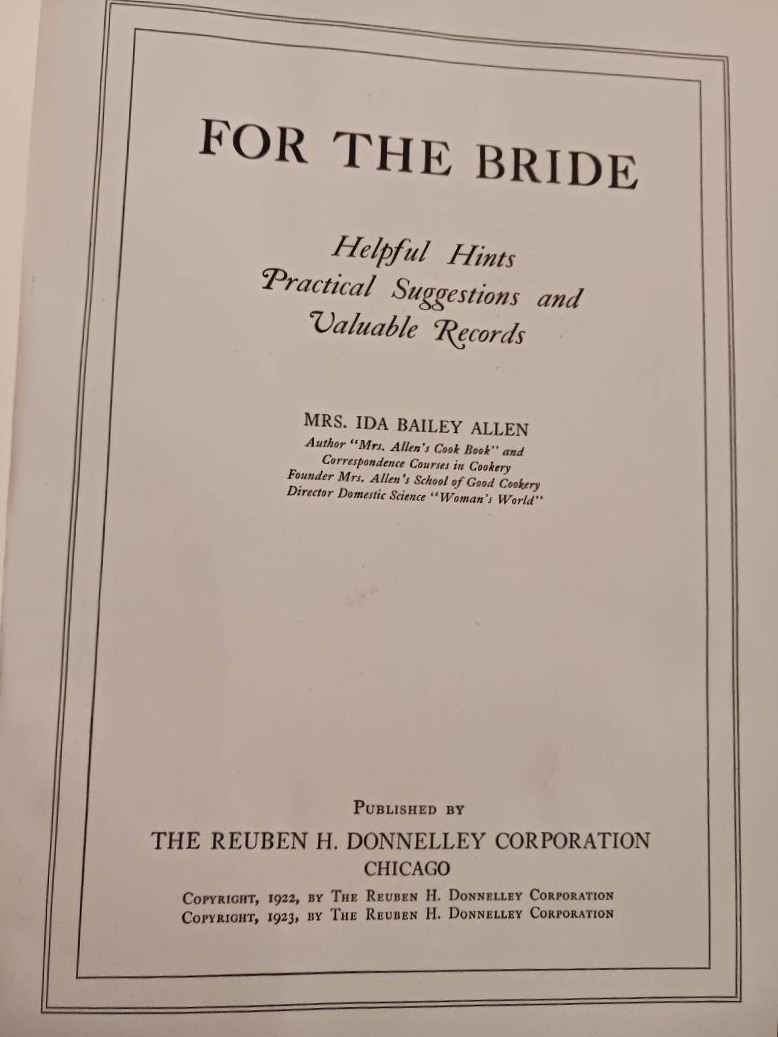 FOR THE BRIDE
Helpful Hints
Practical Suggestions and
Valuable Records
MRS. IDA BAILEY ALLEN
Author "Mrs. Allen's Cook Book" and
Correspondence Courses in Cookery
Founder Mrs. Allen's School of Good Cookery
Director Domestic Science "Woman's World"
PUBLISHED BY
THE REUBEN H. DONNELLEY CORPORATION
CHICAGO
COPYRIGHT, 1922, BY THE REUBEN H. DONNELLEY CORPORATION
COPYRIGHT, 1923, BY THE REUBEN H. DONNELLEY CORPORATION